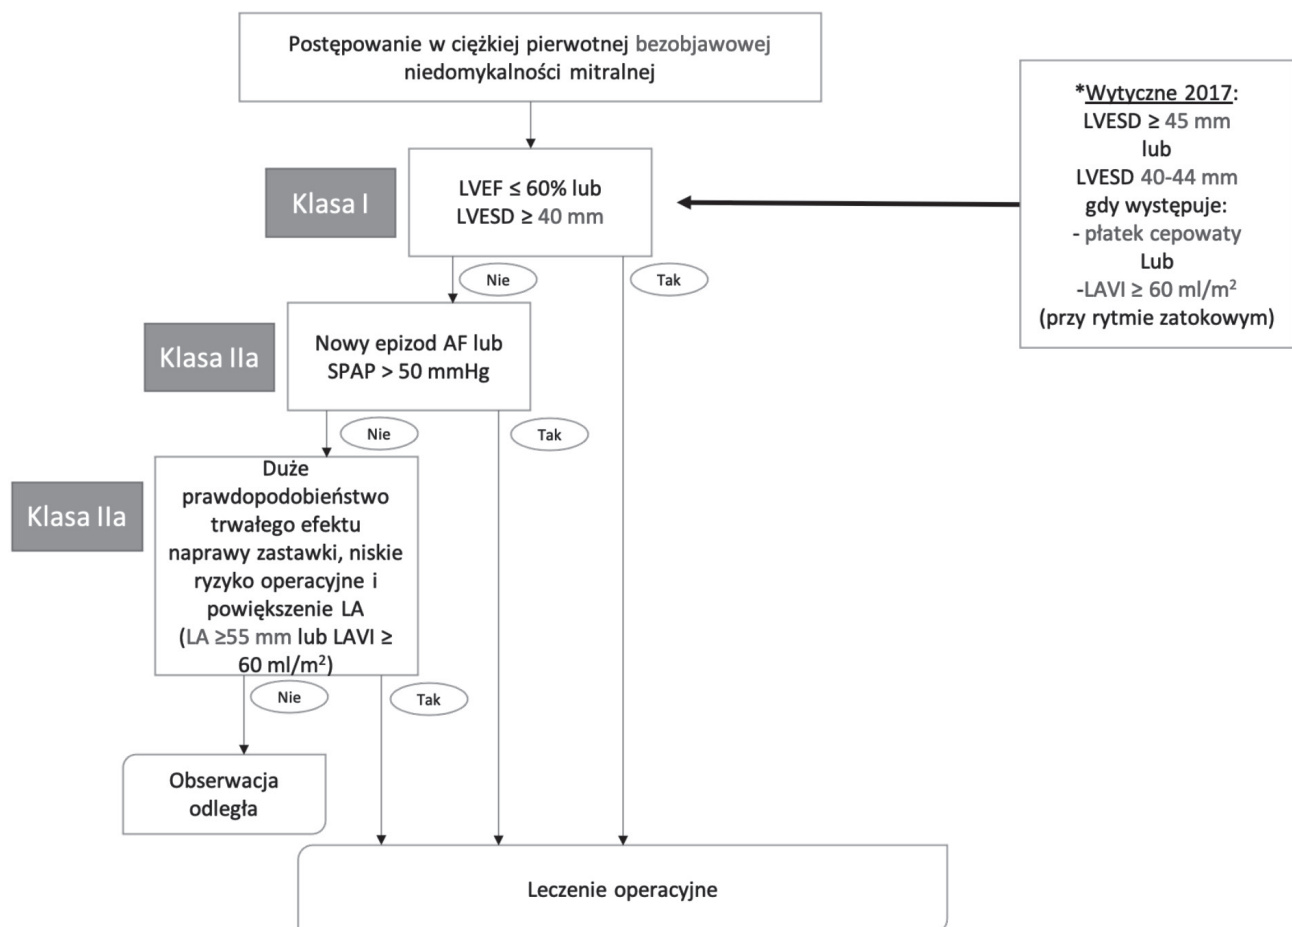 Postępowanie w ciężkiej pierwotnej bezobjawowej
niedomykalności mitralnej
*Wytyczne 2017:
LVESD ≥ 45 mm
lub
LVESD 40-44 mm
gdy występuje:
- płatek cepowaty
Lub
-LAVI ≥ 60 ml/m²
(przy rytmie zatokowym)
Klasa I
LVEF ≤ 60% lub
LVESD ≥ 40 mm
Nie
Tak
Klasa IIa
Nowy epizod AF lub
SPAP > 50 mmHg
Nie
Tak
Klasa IIa
Duże
prawdopodobieństwo
trwałego efektu
naprawy zastawki, niskie
ryzyko operacyjne i
powiększenie LA
(LA ≥55 mm lub LAVI ≥
60 ml/m²)
Nie
Tak
Obserwacja
odległa
Leczenie operacyjne